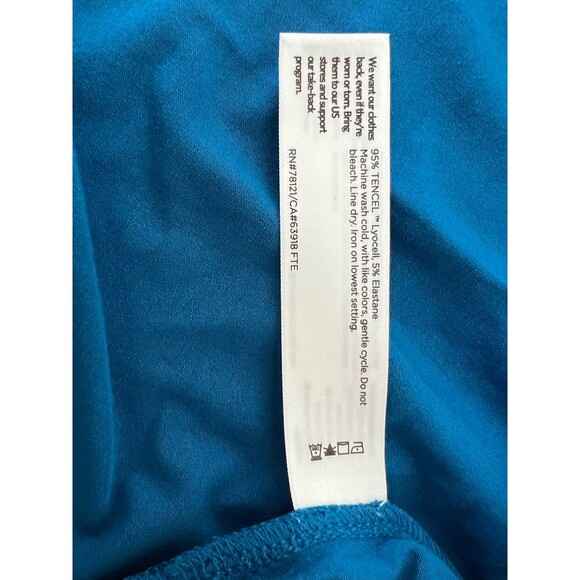 We want our clothes
back, even if they're
worn or torn. Bring
them to our US
stores and support
our take-back
program.
95% TENCEL™ Lyocell, 5% Elastane
Machine wash cold, with like colors, gentle cycle. Do not
bleach. Line dry. Iron on lowest setting.
RN#78121/CA#63918 FTE